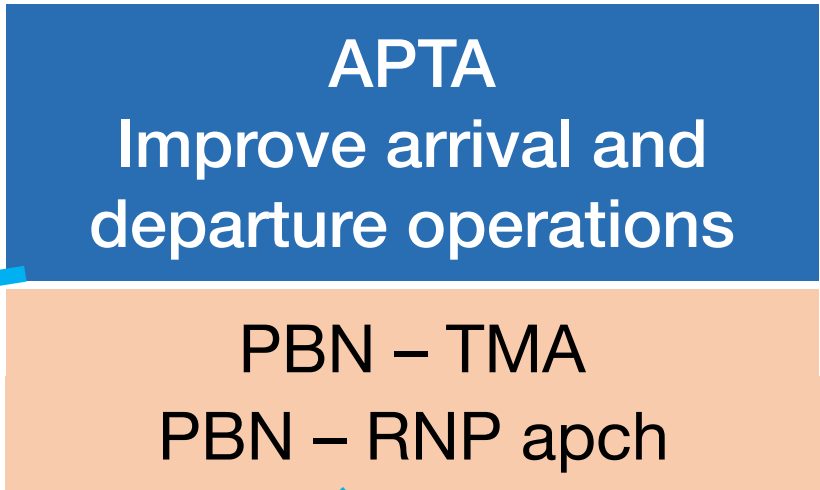 APTA
Improve arrival and
departure operations
PBN – TMA
PBN – RNP apch